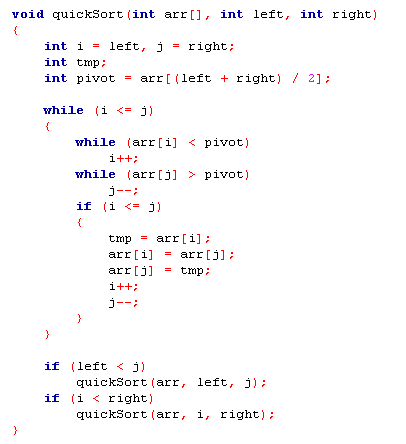 void quickSort(int arr[], int left, int right)
{
    int i = left, j = right;
    int tmp;
    int pivot = arr[(left + right) / 2];

    while (i <= j)
    {
        while (arr[i] < pivot)
            i++;
        while (arr[j] > pivot)
            j--;
        if (i <= j)
        {
            tmp = arr[i];
            arr[i] = arr[j];
            arr[j] = tmp;
            i++;
            j--;
        }
    }

    if (left < j)
        quickSort(arr, left, j);
    if (i < right)
        quickSort(arr, i, right);
}